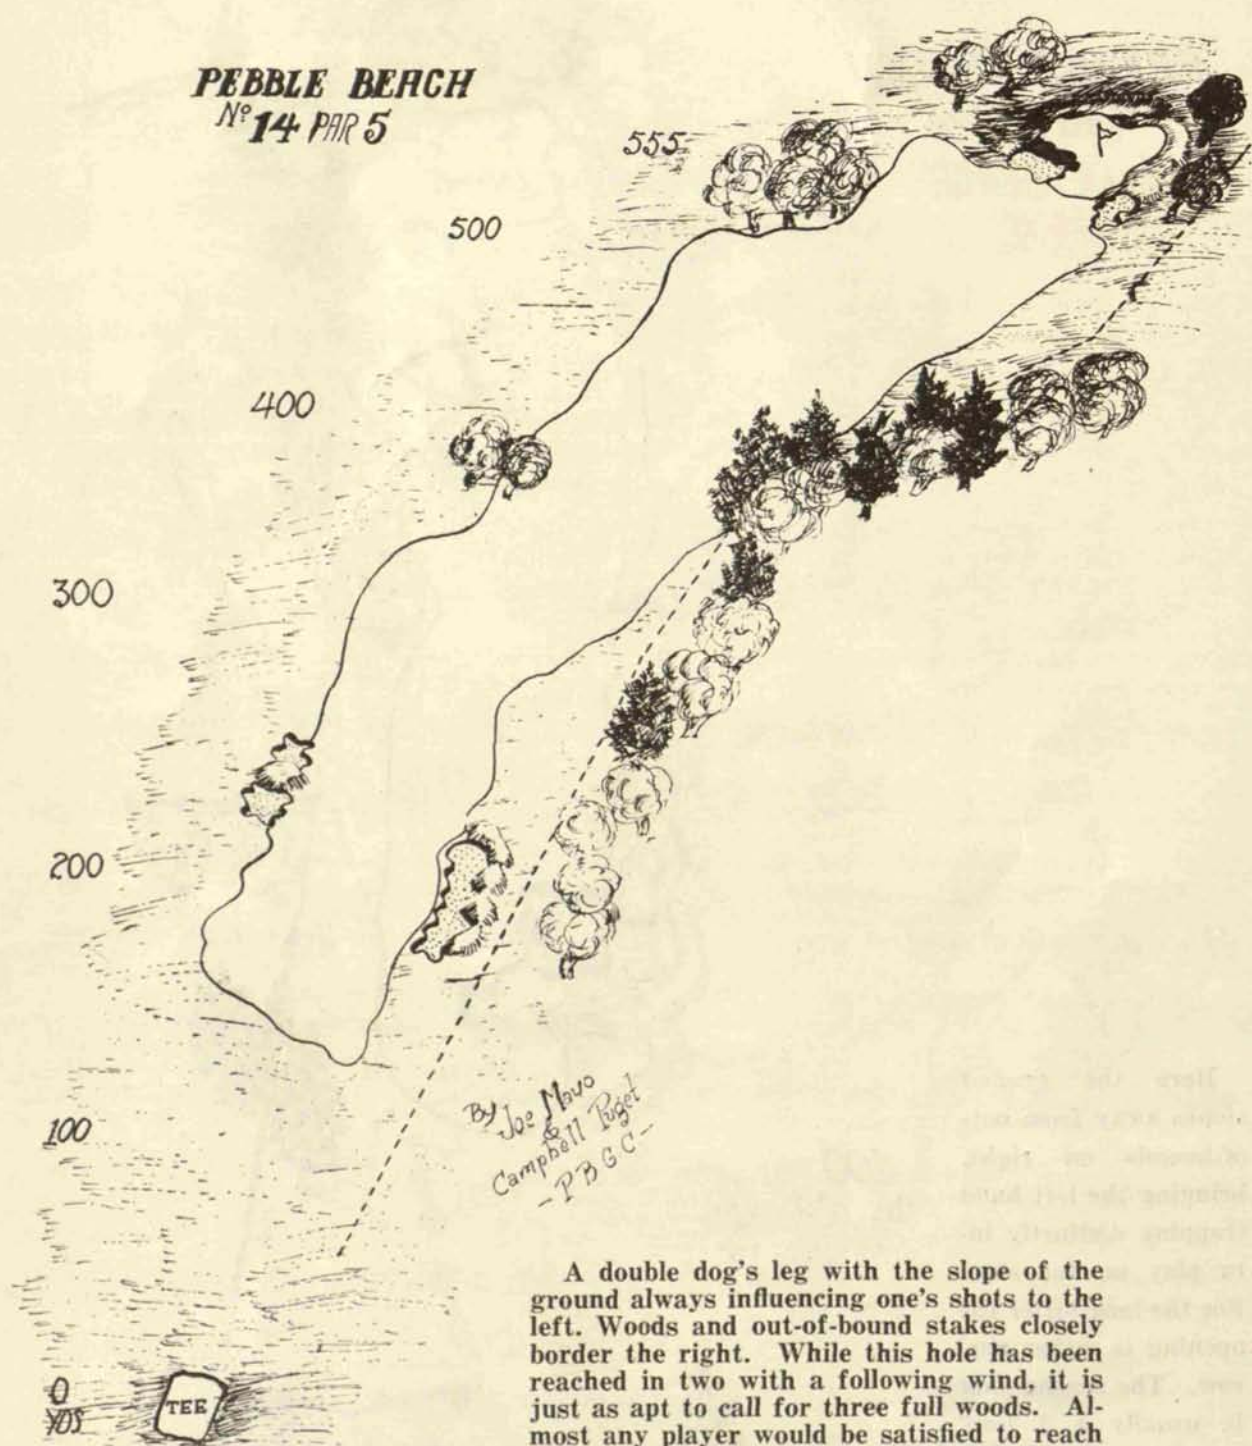 PEBBLE BEACH
No 14 PAR 5
555
500
400
300
200
100
0
YDS
TEE
By
Joe Mayo
&
Campbell Puget
- P B G C -
A double dog's leg with the slope of the
ground always influencing one's shots to the
left. Woods and out-of-bound stakes closely
border the right. While this hole has been
reached in two with a following wind, it is
just as apt to call for three full woods. Al-
most any player would be satisfied to reach